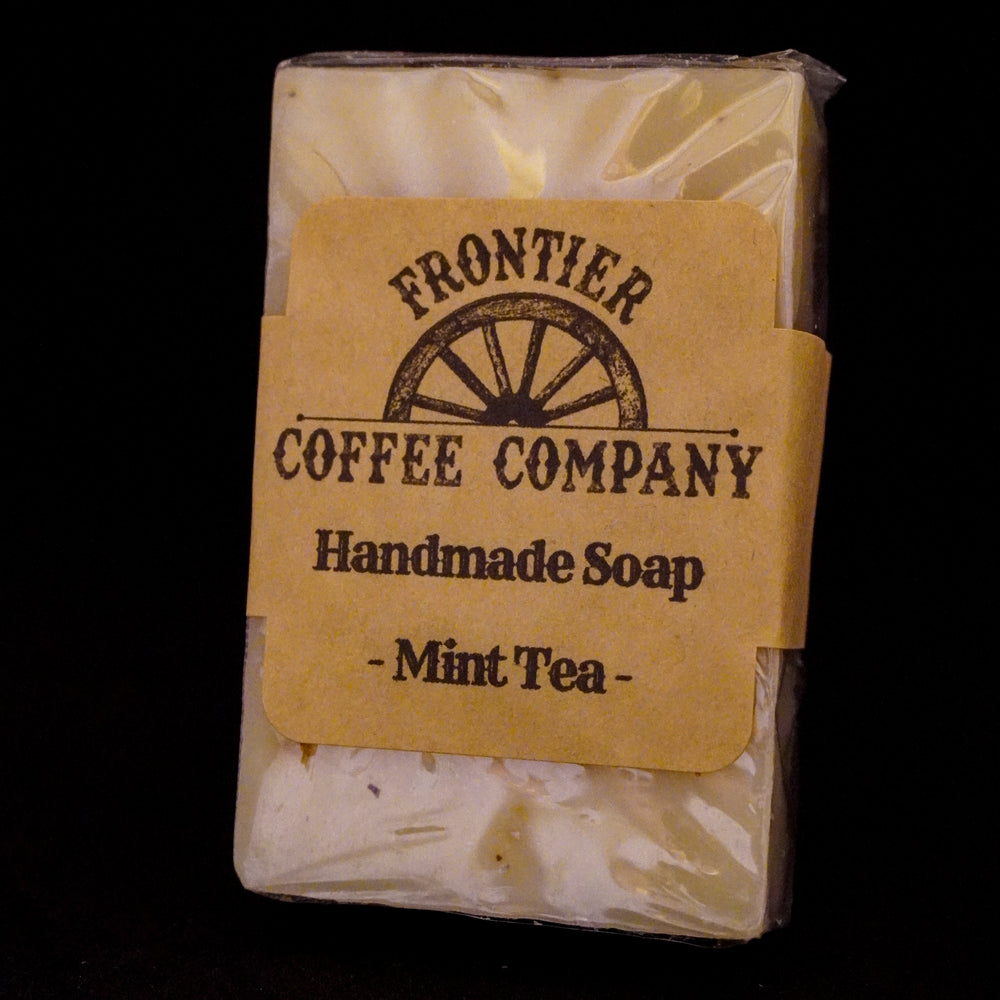 FRONTIER
COFFEE COMPANY
Handmade Soap
- Mint Tea -